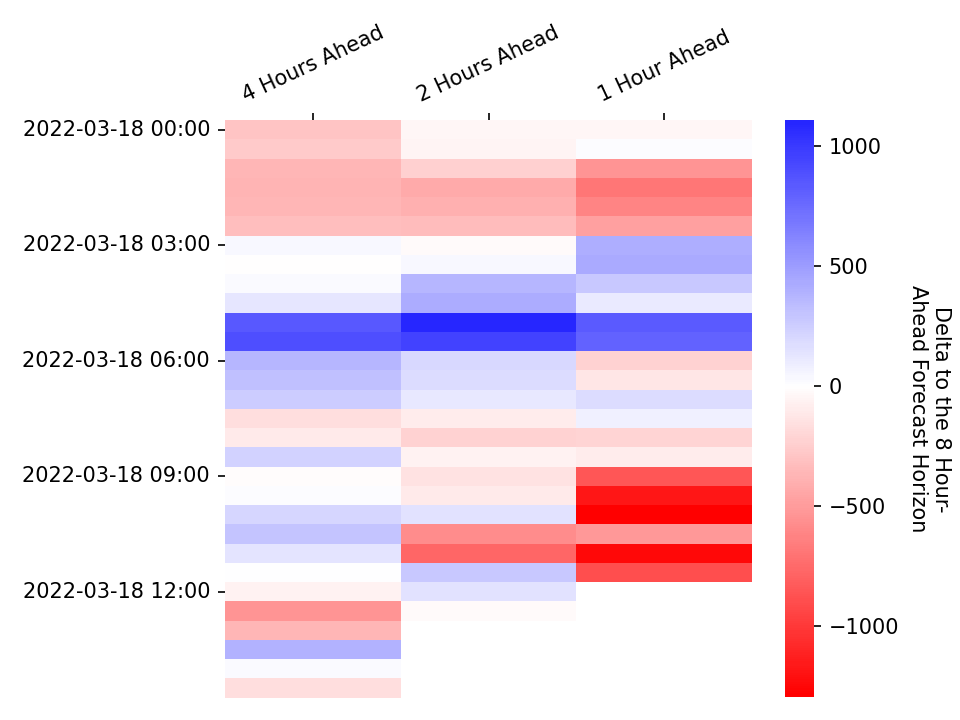 4 Hours Ahead
2 Hours Ahead
1 Hour Ahead
2022-03-18 00:00
2022-03-18 03:00
2022-03-18 06:00
2022-03-18 09:00
2022-03-18 12:00
1000
500
0
−500
−1000
Delta to the 8 Hour-
Ahead Forecast Horizon